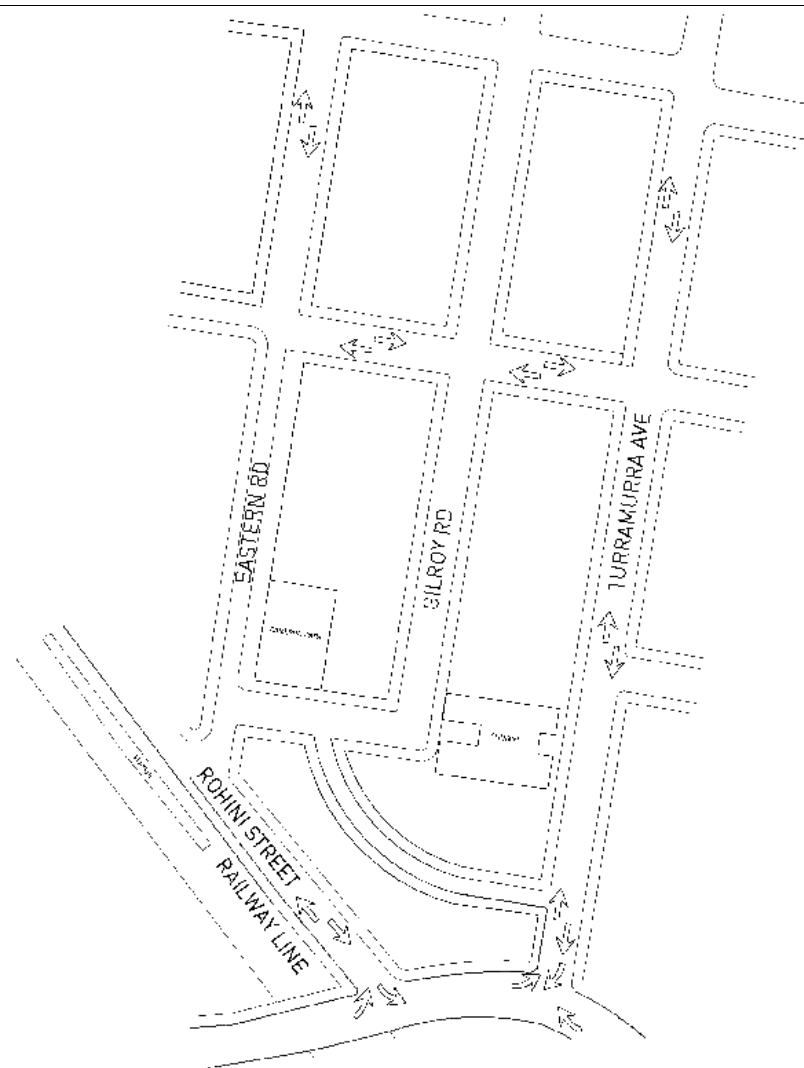 EASTERN RD
GILROY RD
TURRAMURRA AVE
ROHINI STREET
RAILWAY LINE